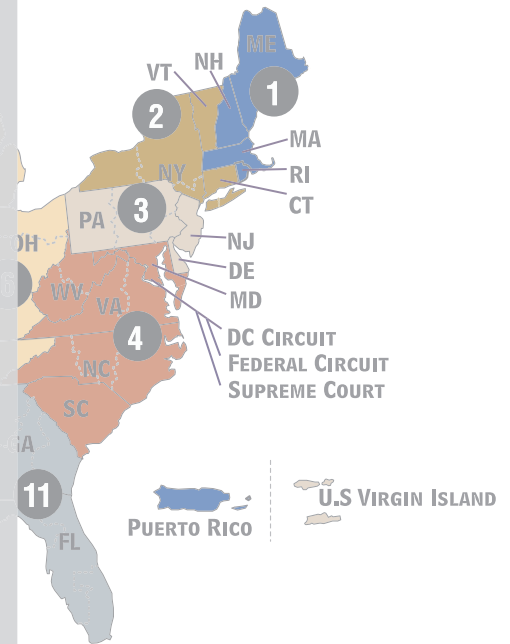 ME
NH
VT
1
2
MA
NY
RI
CT
PA
3
NJ
OH
DE
6
WV
MD
VA
4
DC CIRCUIT
FEDERAL CIRCUIT
NC
SUPREME COURT
SC
GA
11
U.S VIRGIN ISLAND
PUERTO RICO
FL